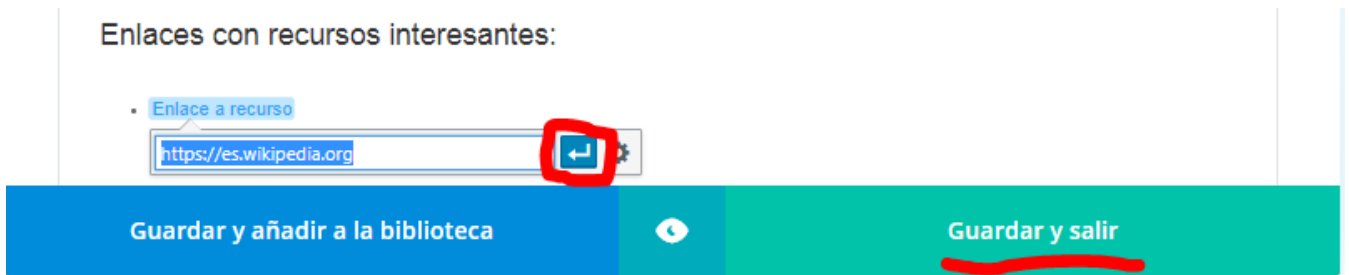 Enlaces con recursos interesantes:
Enlace a recurso
https://es.wikipedia.org
Guardar y añadir a la biblioteca
Guardar y salir